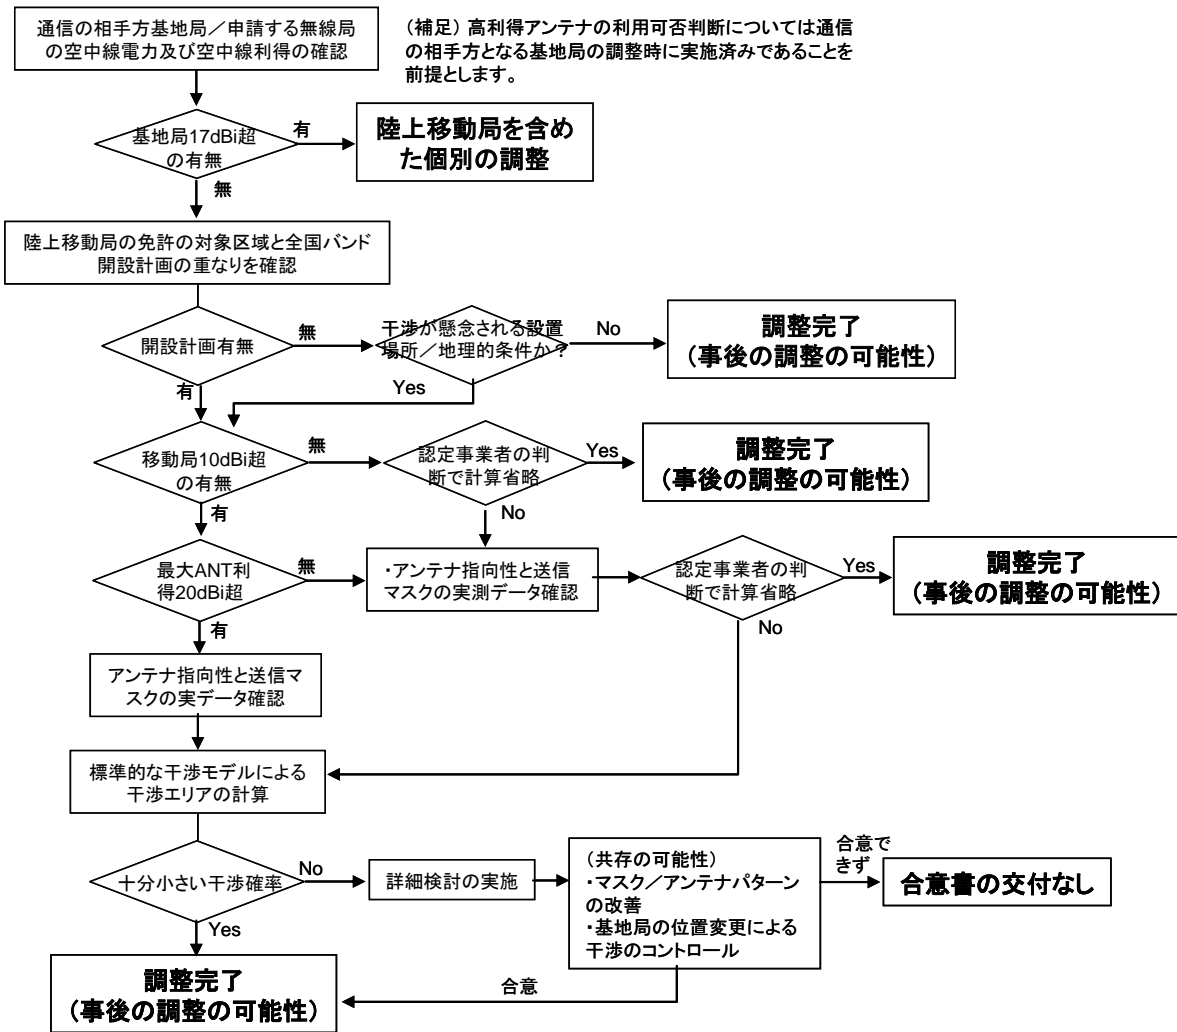 通信の相手方基地局／申請する無線局
の空中線電力及び空中線利得の確認
（補足） 高利得アンテナの利用可否判断については通信
の相手方となる基地局の調整時に実施済みであることを
前提とします。
基地局17dBi超
の有無
有
陸上移動局を含め
た個別の調整
無
陸上移動局の免許の対象区域と全国バンド
開設計画の重なりを確認
開設計画有無
無
干渉が懸念される設置
場所／地理的条件か？
No
調整完了
（事後の調整の可能性）
有
Yes
移動局10dBi超
の有無
無
認定事業者の判
断で計算省略
Yes
調整完了
（事後の調整の可能性）
有
No
最大ANT利
得20dBi超
無
・アンテナ指向性と送信
マスクの実測データ確認
認定事業者の判
断で計算省略
Yes
調整完了
（事後の調整の可能性）
有
No
アンテナ指向性と送信マ
スクの実データ確認
標準的な干渉モデルによる
干渉エリアの計算
十分小さい干渉確率
No
詳細検討の実施
（共存の可能性）
・マスク／アンテナパターン
の改善
・基地局の位置変更による
干渉のコントロール
合意で
きず
合意書の交付なし
Yes
調整完了
（事後の調整の可能性）
合意